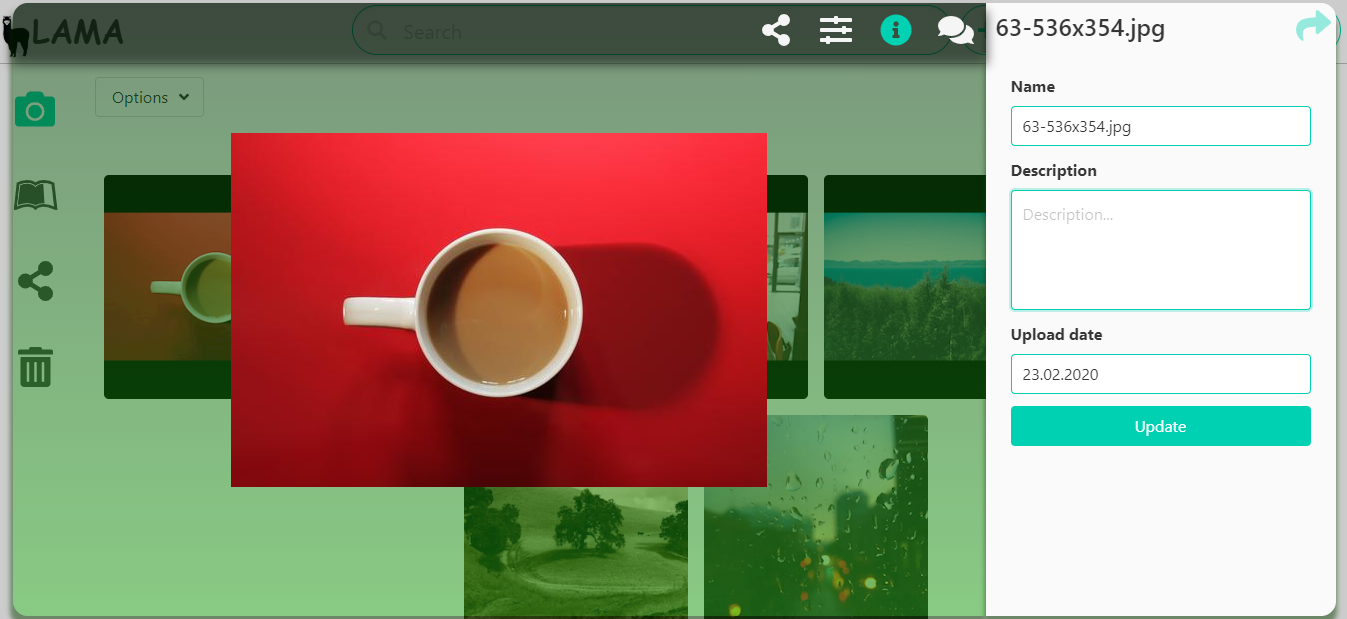 LAMA
Search
63-536x354.jpg
Options
Name
63-536x354.jpg
Description
Description...
Upload date
23.02.2020
Update